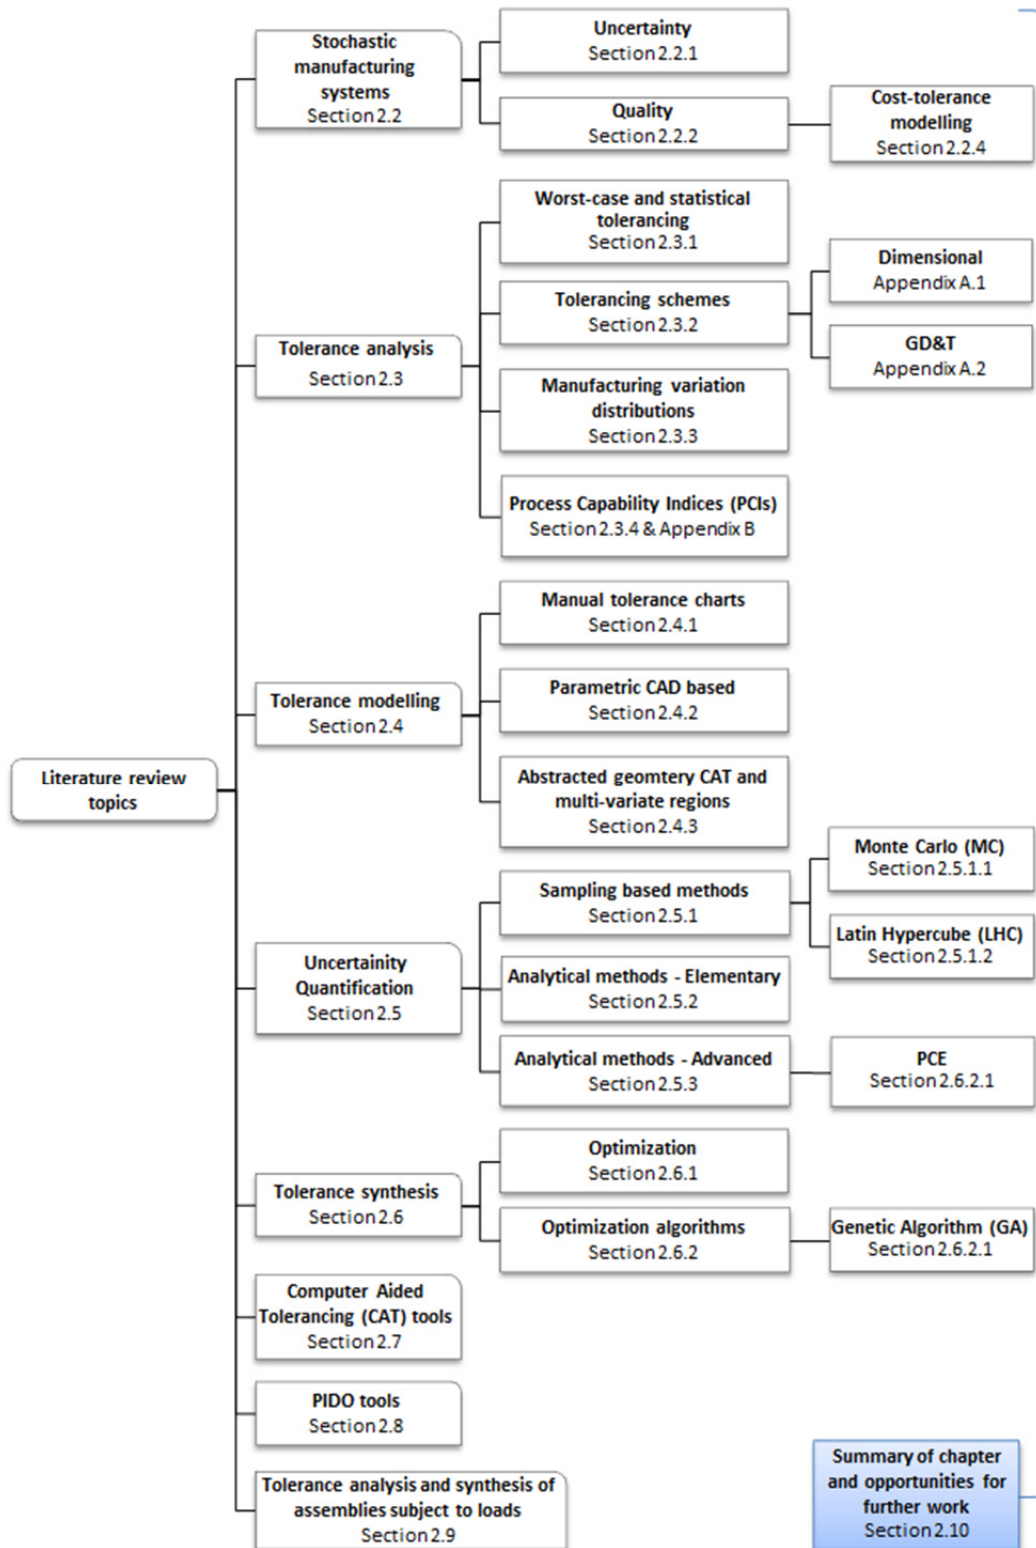 Literature review
topics
Stochastic
manufacturing
systems
Section 2.2
Uncertainty
Section 2.2.1
Quality
Section 2.2.2
Cost-tolerance
modelling
Section 2.2.4
Tolerance analysis
Section 2.3
Worst-case and statistical
tolerancing
Section 2.3.1
Tolerancing schemes
Section 2.3.2
Dimensional
Appendix A.1
GD&T
Appendix A.2
Manufacturing variation
distributions
Section 2.3.3
Process Capability Indices (PCIs)
Section 2.3.4 & Appendix B
Tolerance modelling
Section 2.4
Manual tolerance charts
Section 2.4.1
Parametric CAD based
Section 2.4.2
Abstracted geomtery CAT and
multi-variate regions
Section 2.4.3
Uncertainity
Quantification
Section 2.5
Sampling based methods
Section 2.5.1
Monte Carlo (MC)
Section 2.5.1.1
Latin Hypercube (LHC)
Section 2.5.1.2
Analytical methods - Elementary
Section 2.5.2
Analytical methods - Advanced
Section 2.5.3
PCE
Section 2.6.2.1
Tolerance synthesis
Section 2.6
Optimization
Section 2.6.1
Optimization algorithms
Section 2.6.2
Genetic Algorithm (GA)
Section 2.6.2.1
Computer Aided
Tolerancing (CAT) tools
Section 2.7
PIDO tools
Section 2.8
Tolerance analysis and synthesis of
assemblies subject to loads
Section 2.9
Summary of chapter
and opportunities for
further work
Section 2.10